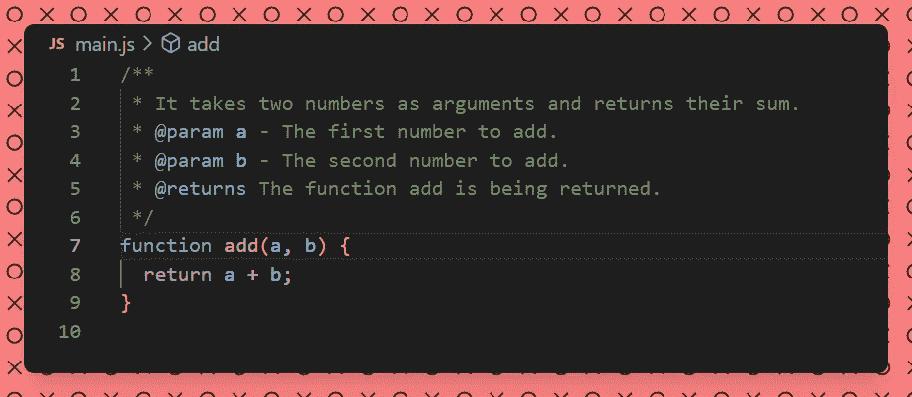 JS main.js > add
1 /**
2  * It takes two numbers as arguments and returns their sum.
3  * @param a - The first number to add.
4  * @param b - The second number to add.
5  * @returns The function add is being returned.
6  */
7 function add(a, b) {
8   return a + b;
9 }
10